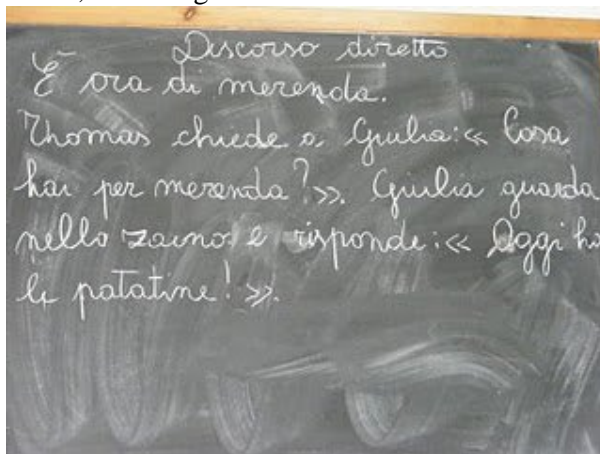 Discorso diretto
È ora di merenda.
Thomas chiede a Giulia: « Cosa
hai per merenda? ». Giulia guarda
nello zaino e risponde: « Oggi ho
le patatine! ».